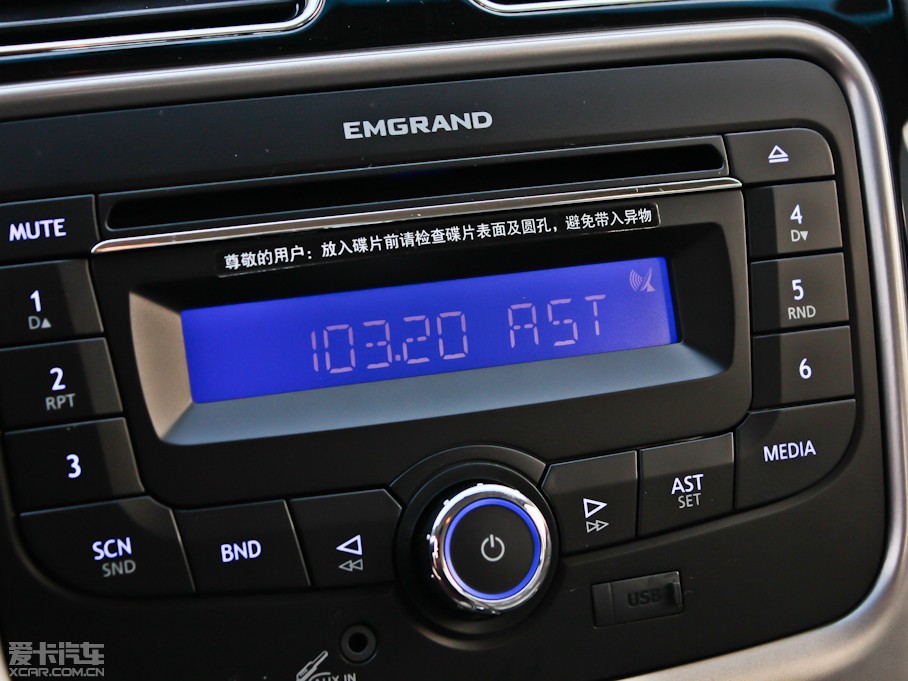 EMGRAND
MUTE
尊敬的用户：放入碟片前请检查碟片表面及圆孔，避免带入异物
4
D▼
1
D▲
103.20 AST
5
RND
2
RPT
6
3
MEDIA
AST
SET
SCN
SND
BND
USB
AUX IN
爱卡汽车
XCAR.COM.CN